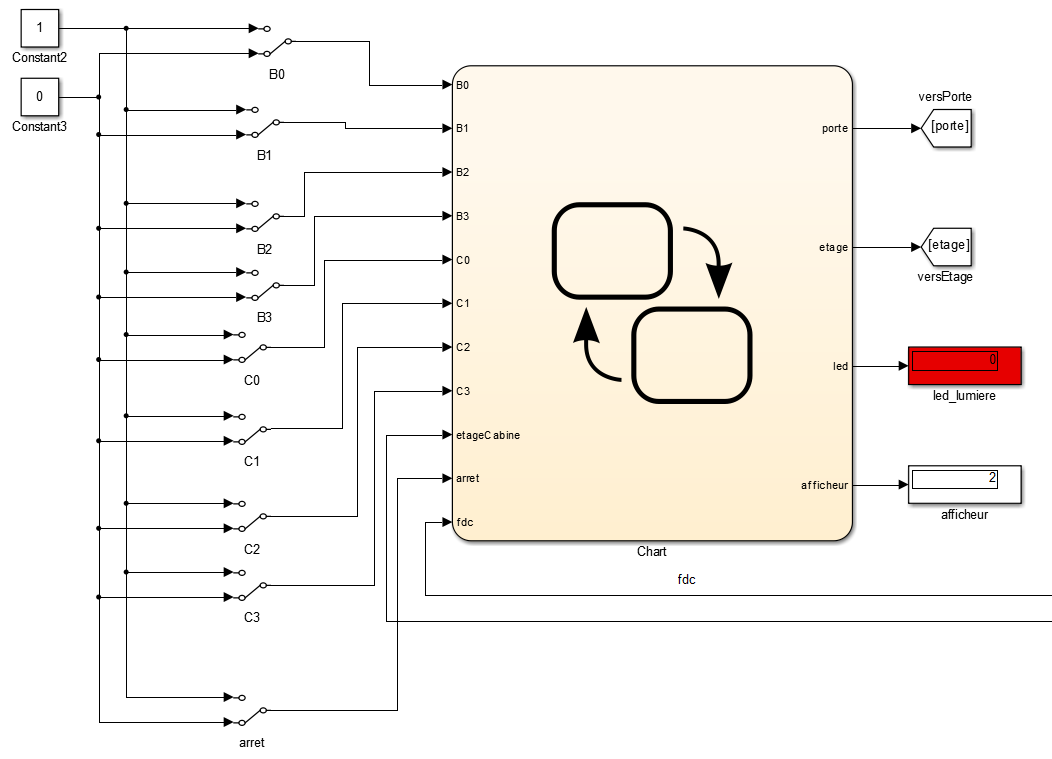 1
Constant2
0
Constant3
B0
B1
B2
B3
C0
C1
C2
C3
arret
B0
B1
B2
B3
C0
C1
C2
C3
etageCabine
arret
fdc
porte
etage
led
afficheur
Chart
fdc
versPorte
[porte]
[etage]
versEtage
0
led_lumiere
2
afficheur